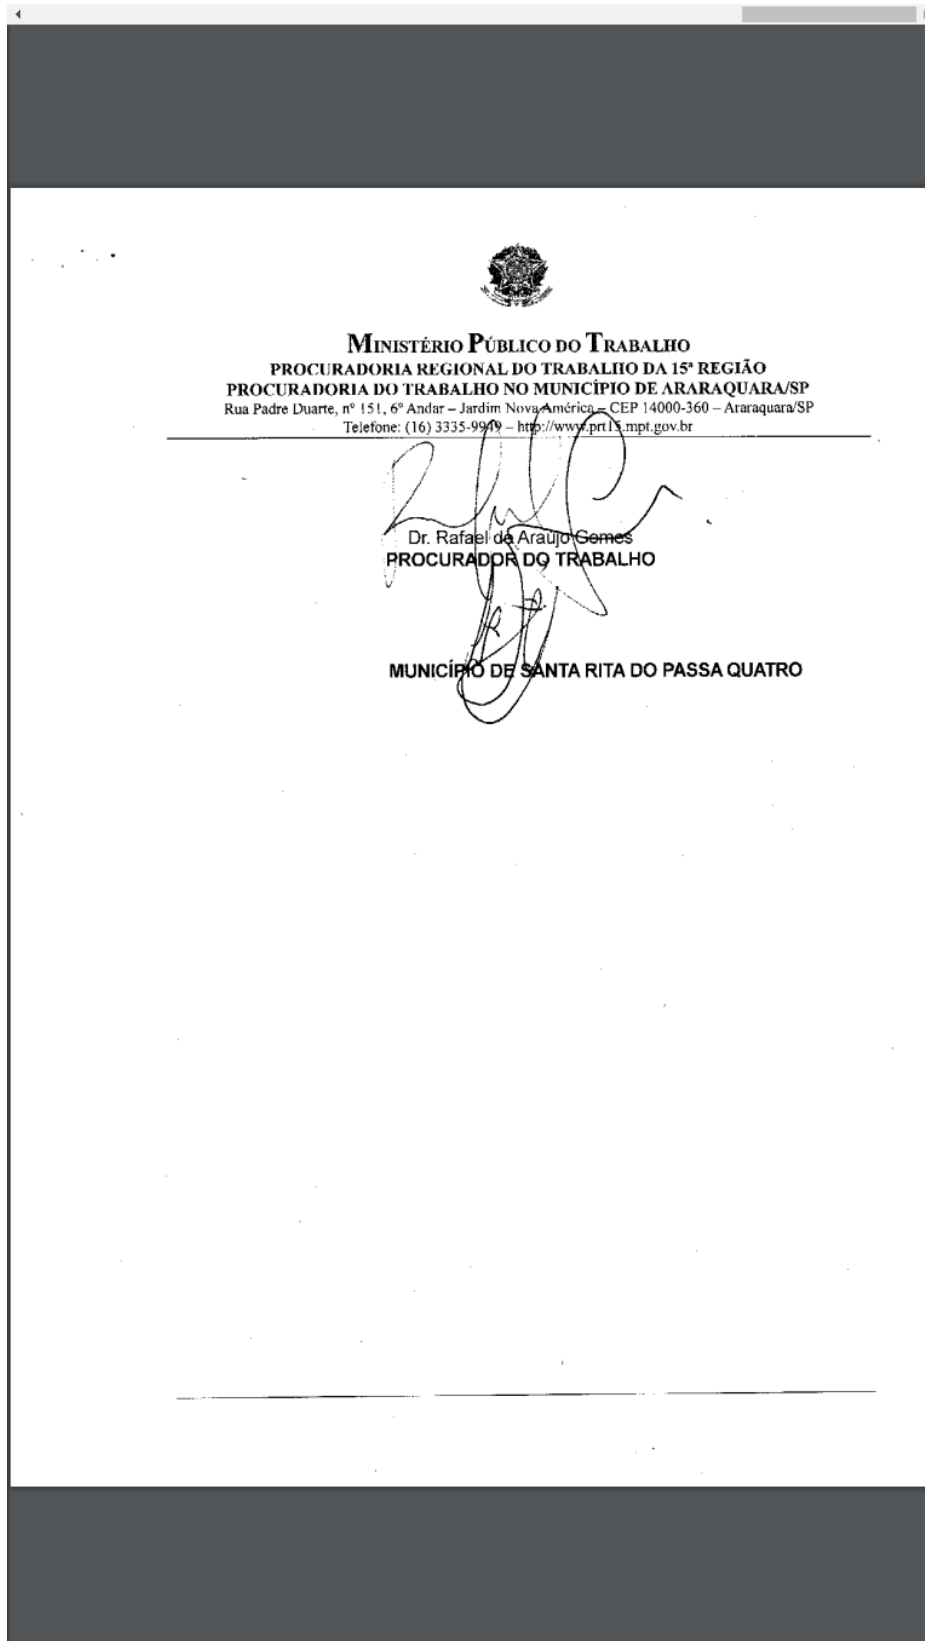 MINISTÉRIO PÚBLICO DO TRABALHO
PROCURADORIA REGIONAL DO TRABALHO DA 15ª REGIÃO
PROCURADORIA DO TRABALHO NO MUNICÍPIO DE ARARAQUARA/SP
Rua Padre Duarte, nº 151, 6º Andar – Jardim Nova América – CEP 14000-360 – Araraquara/SP
Telefone: (16) 3335-9949 – http://www.prt15.mpt.gov.br
Dr. Rafael de Araújo Gomes
PROCURADOR DO TRABALHO
MUNICÍPIO DE SANTA RITA DO PASSA QUATRO